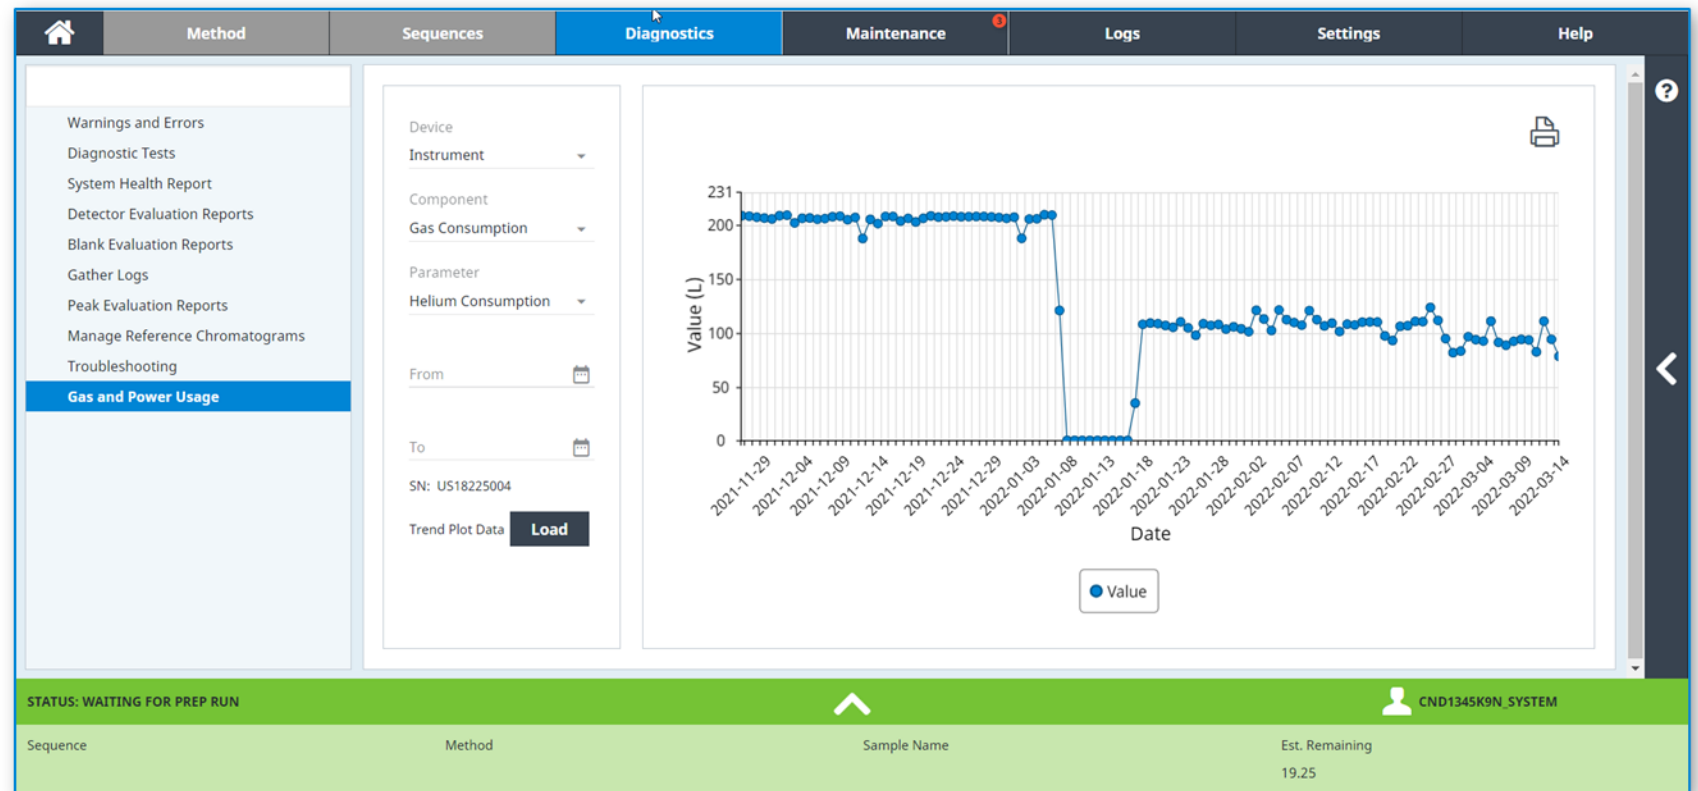 Method
Sequences
Diagnostics
Maintenance
3
Logs
Settings
Help
?
Warnings and Errors
Diagnostic Tests
System Health Report
Detector Evaluation Reports
Blank Evaluation Reports
Gather Logs
Peak Evaluation Reports
Manage Reference Chromatograms
Troubleshooting
Gas and Power Usage
Device
Instrument
Component
Gas Consumption
Parameter
Helium Consumption
From
To
SN: US18225004
Trend Plot Data
Load
231
200
150
100
50
0
Value (L)
2021-11-29
2021-12-04
2021-12-09
2021-12-14
2021-12-19
2021-12-24
2021-12-29
2022-01-03
2022-01-08
2022-01-13
2022-01-18
2022-01-23
2022-01-28
2022-02-02
2022-02-07
2022-02-12
2022-02-17
2022-02-22
2022-02-27
2022-03-04
2022-03-09
2022-03-14
Date
Value
STATUS: WAITING FOR PREP RUN
CND1345K9N_SYSTEM
Sequence
Method
Sample Name
Est. Remaining
19.25